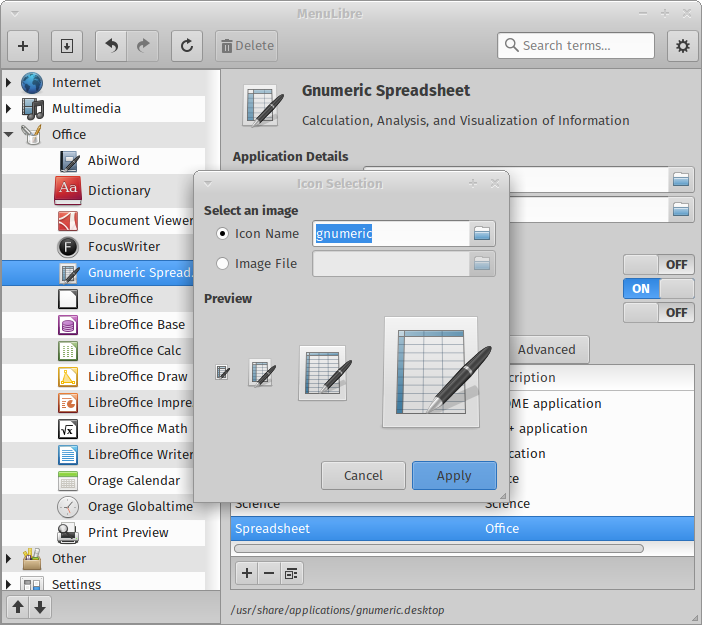 MenuLibre
Delete
Search terms...
Internet
Multimedia
Office
AbiWord
Dictionary
Document Viewer
FocusWriter
Gnumeric Spread.
LibreOffice
LibreOffice Base
LibreOffice Calc
LibreOffice Draw
LibreOffice Impre
LibreOffice Math
LibreOffice Writer
Orage Calendar
Orage Globaltime
Print Preview
Other
Settings
Gnumeric Spreadsheet
Calculation, Analysis, and Visualization of Information
Application Details
Icon Selection
Select an image
Icon Name
gnumeric
Image File
Preview
Cancel
Apply
OFF
ON
OFF
Advanced
cription
OME application
+ application
ication
ce
Science
Science
Spreadsheet
Office
/usr/share/applications/gnumeric.desktop